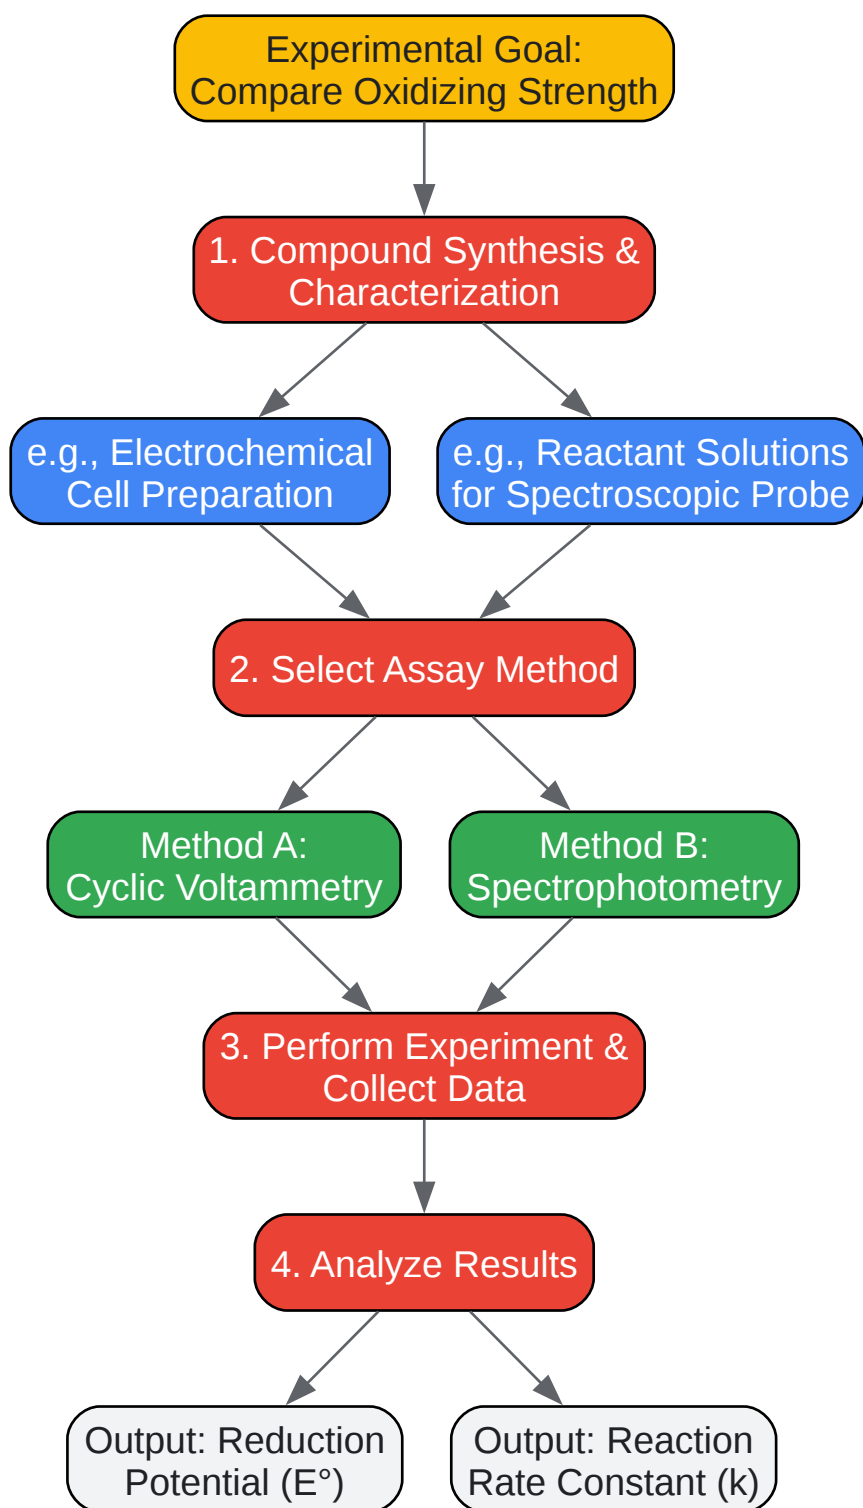 Experimental Goal:
Compare Oxidizing Strength
1. Compound Synthesis &
Characterization
e.g., Electrochemical
Cell Preparation
e.g., Reactant Solutions
for Spectroscopic Probe
2. Select Assay Method
Method A:
Cyclic Voltammetry
Method B:
Spectrophotometry
3. Perform Experiment &
Collect Data
4. Analyze Results
Output: Reduction
Potential (E°)
Output: Reaction
Rate Constant (k)